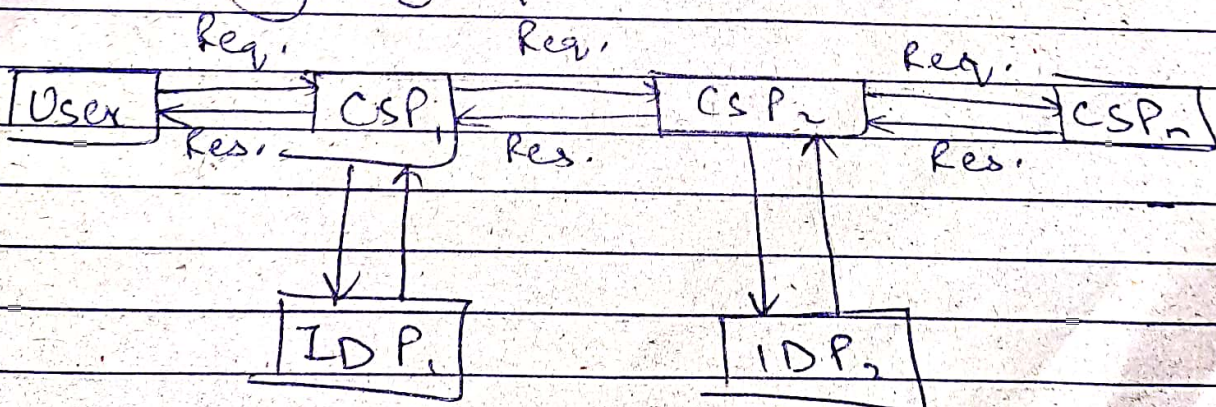 Req. Req. Req.
User CSP₁ CSP₂ CSPₙ
Res. Res. Res.
IDP₁ IDP₂